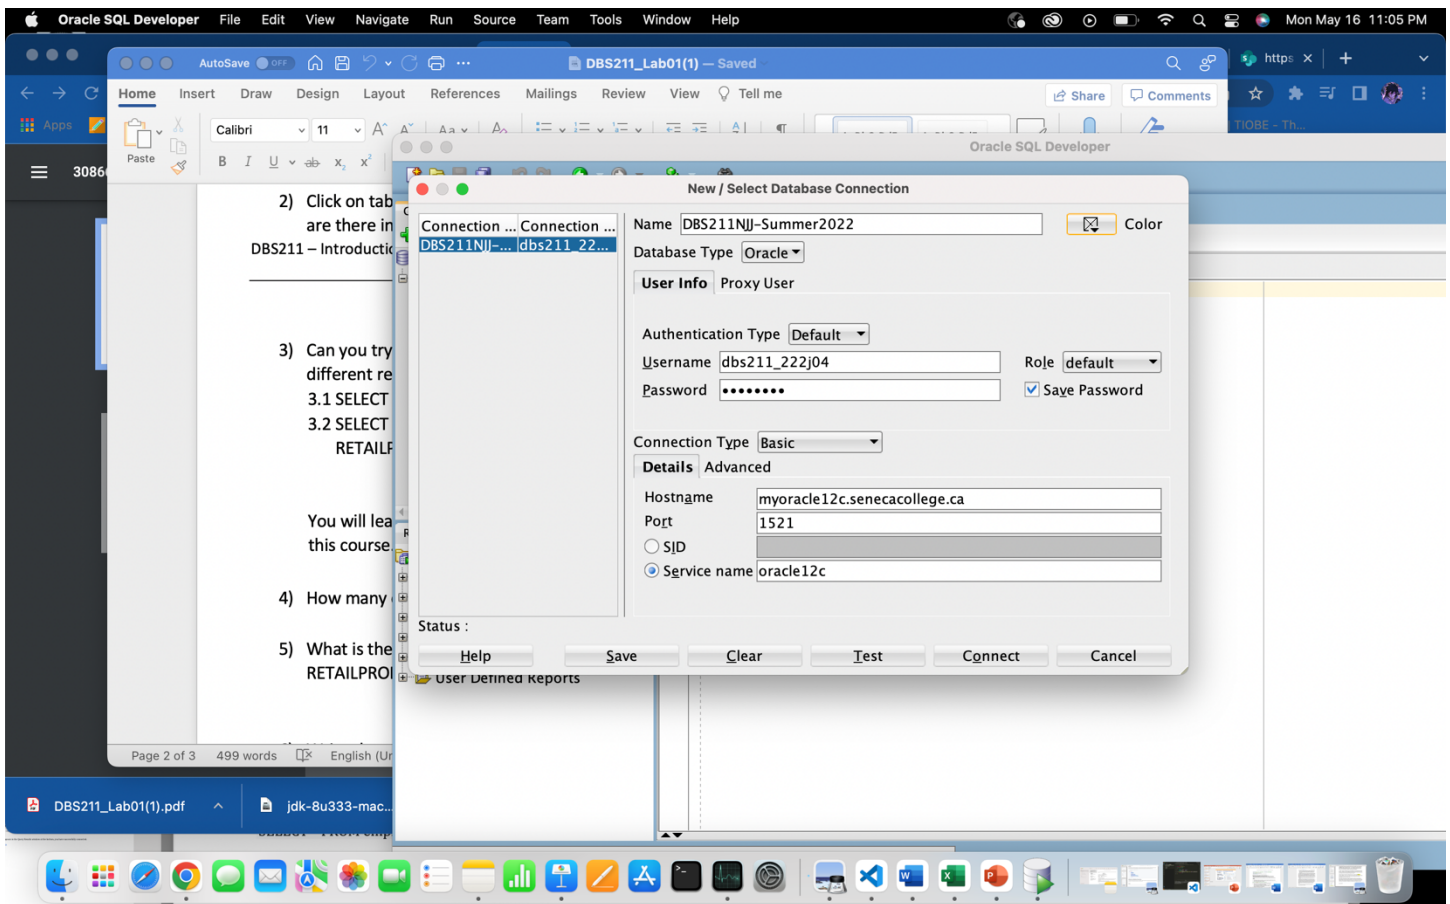 Oracle SQL Developer File Edit View Navigate Run Source Team Tools Window Help Mon May 16 11:05 PM
AutoSave OFF DBS211_Lab01(1) — Saved
https
Home Insert Draw Design Layout References Mailings Review View Tell me Share Comments
Apps
TIOBE - Th...
Paste
Calibri 11
B I U ab x₂ x²
Oracle SQL Developer
3086
2) Click on tab
are there in
DBS211 – Introductio
3) Can you try
different re
3.1 SELECT
3.2 SELECT
RETAILP
You will lea
this course.
4) How many
5) What is the
RETAILPROI
Page 2 of 3 499 words English (Un
New / Select Database Connection
Connection ... Connection ...
DBS211NJJ-... dbs211_22...
Name DBS211NJJ-Summer2022 Color
Database Type Oracle
User Info Proxy User
Authentication Type Default
Username dbs211_222j04 Role default
Password •••••••• Save Password
Connection Type Basic
Details Advanced
Hostname myoracle12c.senecacollege.ca
Port 1521
SID
Service name oracle12c
Status :
Help Save Clear Test Connect Cancel
User Defined Reports
DBS211_Lab01(1).pdf jdk-8u333-mac...